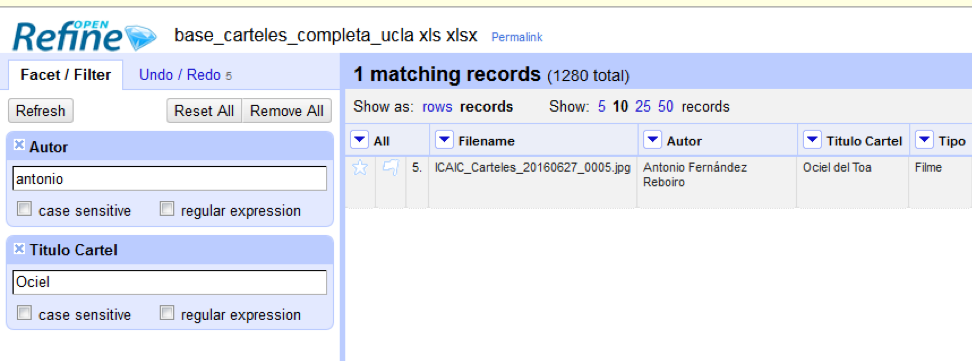 OPEN
Refine base_carteles_completa_ucla xls xlsx Permalink
Facet / Filter Undo / Redo 5
Refresh Reset All Remove All
Autor
antonio
case sensitive regular expression
Titulo Cartel
Ociel
case sensitive regular expression
1 matching records (1280 total)
Show as: rows records Show: 5 10 25 50 records
All Filename Autor Titulo Cartel Tipo
5. ICAIC_Carteles_20160627_0005.jpg Antonio Fernández Ociel del Toa Filme
Reboiro